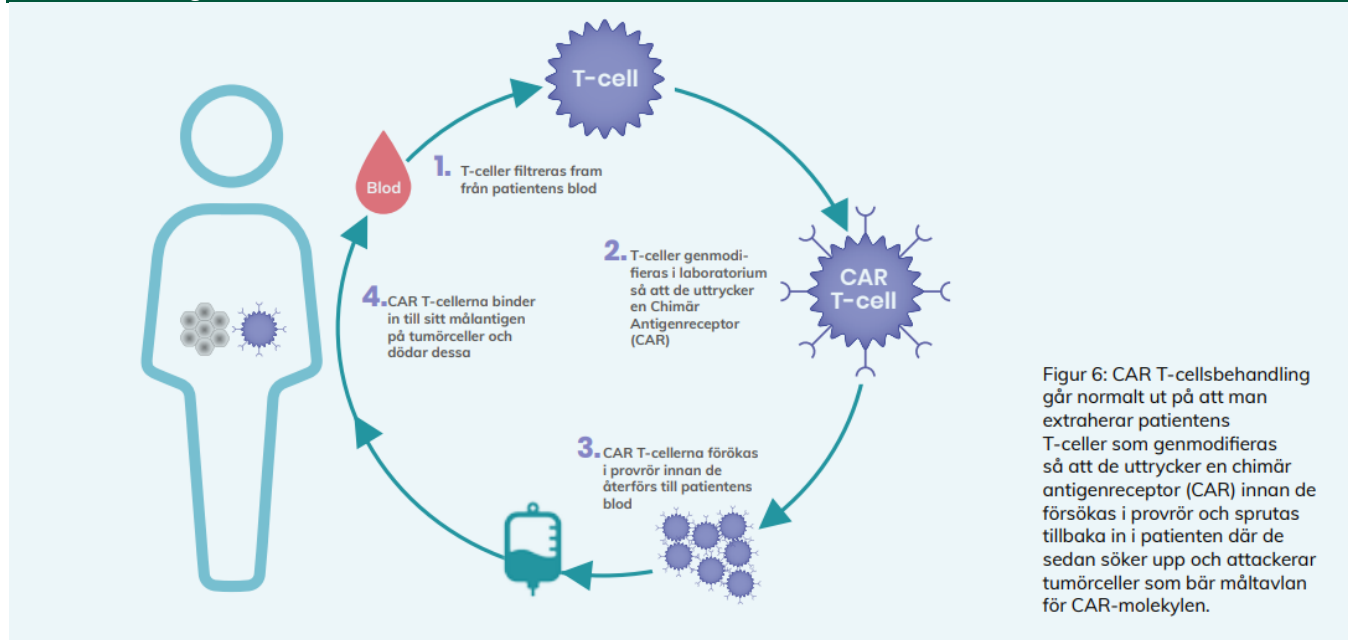 T-cell
Blod
1. T-celler filtreras fram
från patientens blod
2. T-celler genmodi-
fieras i laboratorium
så att de uttrycker
en Chimär
Antigenreceptor
(CAR)
CAR
T-cell
3. CAR T-cellerna förökas
i provrör innan de
återförs till patientens
blod
4. CAR T-cellerna binder
in till sitt målantigen
på tumörceller och
dödar dessa
Figur 6: CAR T-cellsbehandling
går normalt ut på att man
extraherar patientens
T-celler som genmodifieras
så att de uttrycker en chimär
antigenreceptor (CAR) innan de
försökas i provrör och sprutas
tillbaka in i patienten där de
sedan söker upp och attackerar
tumörceller som bär måltavlan
för CAR-molekylen.